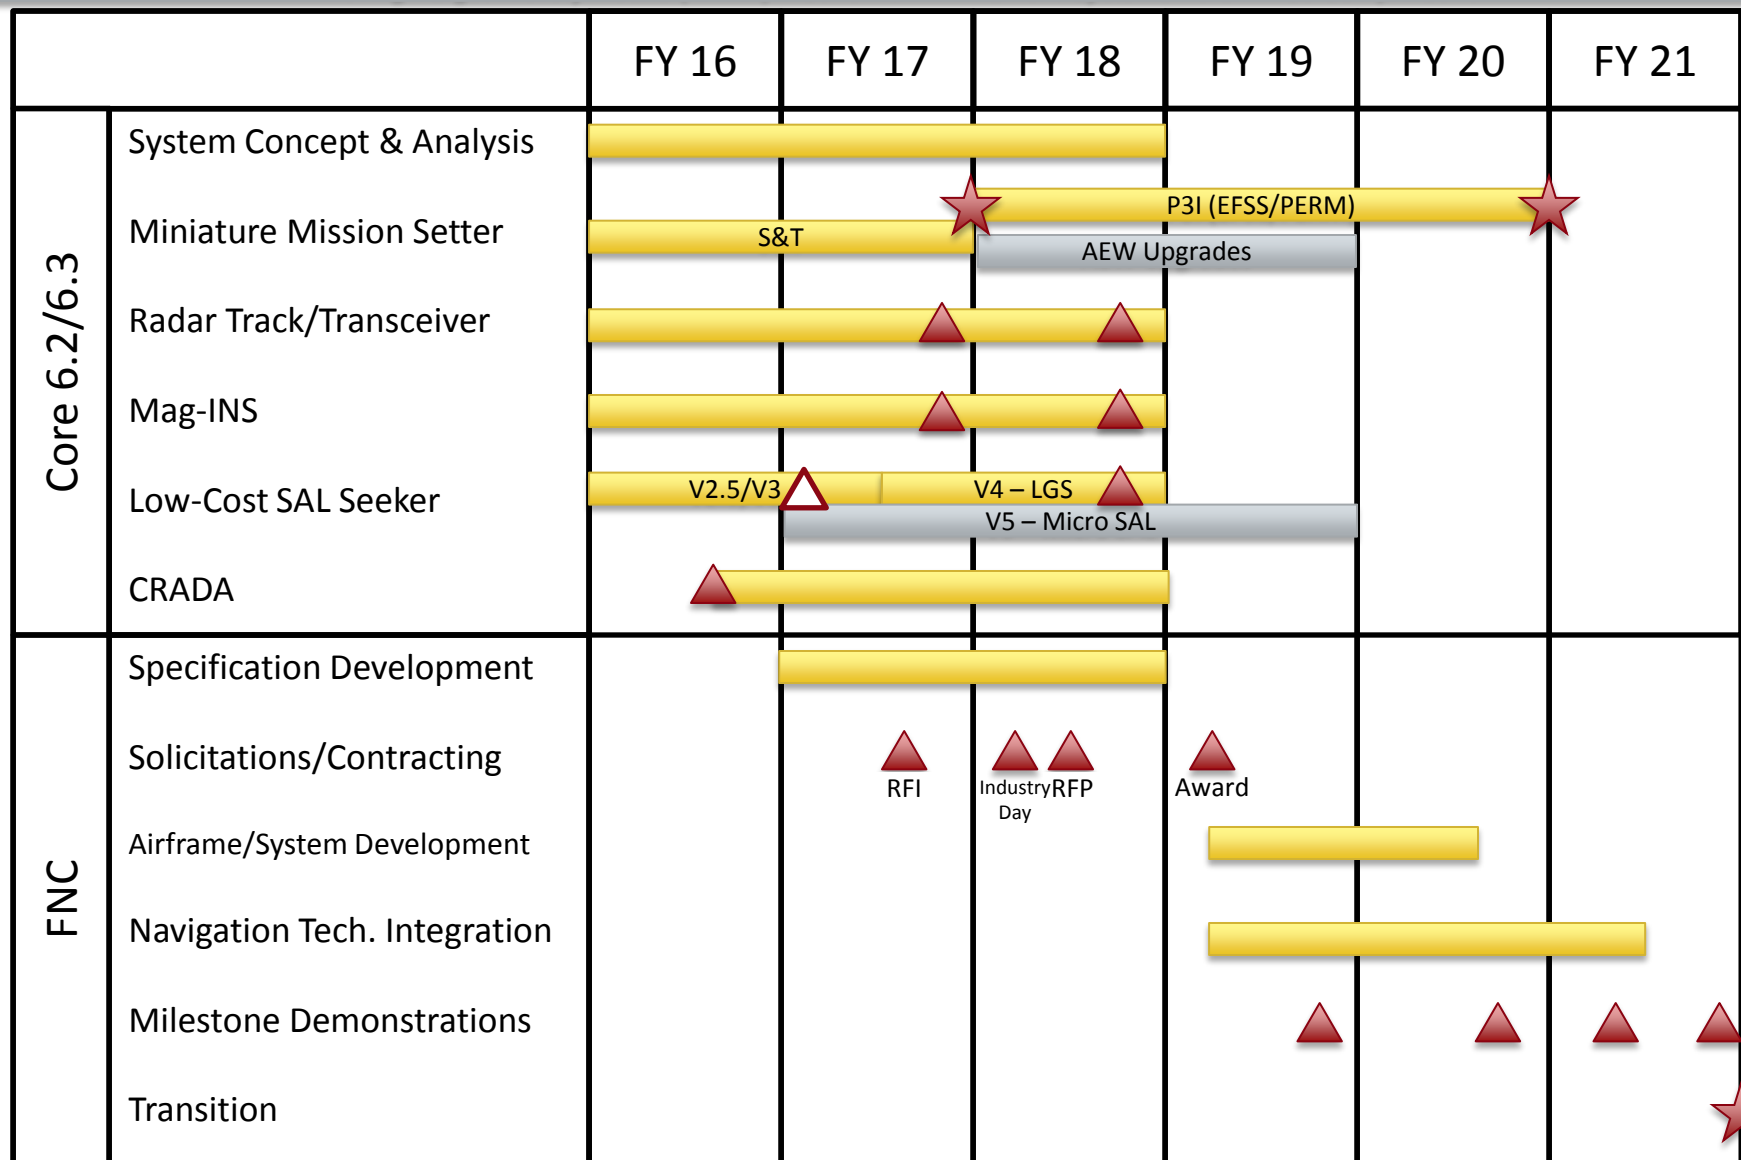 FY 16
FY 17
FY 18
FY 19
FY 20
FY 21
Core 6.2/6.3
System Concept & Analysis
P3I (EFSS/PERM)
Miniature Mission Setter
S&T
AEW Upgrades
Radar Track/Transceiver
Mag-INS
Low-Cost SAL Seeker
V2.5/V3
V4 – LGS
V5 – Micro SAL
CRADA
FNC
Specification Development
Solicitations/Contracting
RFI
Industry
Day
RFP
Award
Airframe/System Development
Navigation Tech. Integration
Milestone Demonstrations
Transition